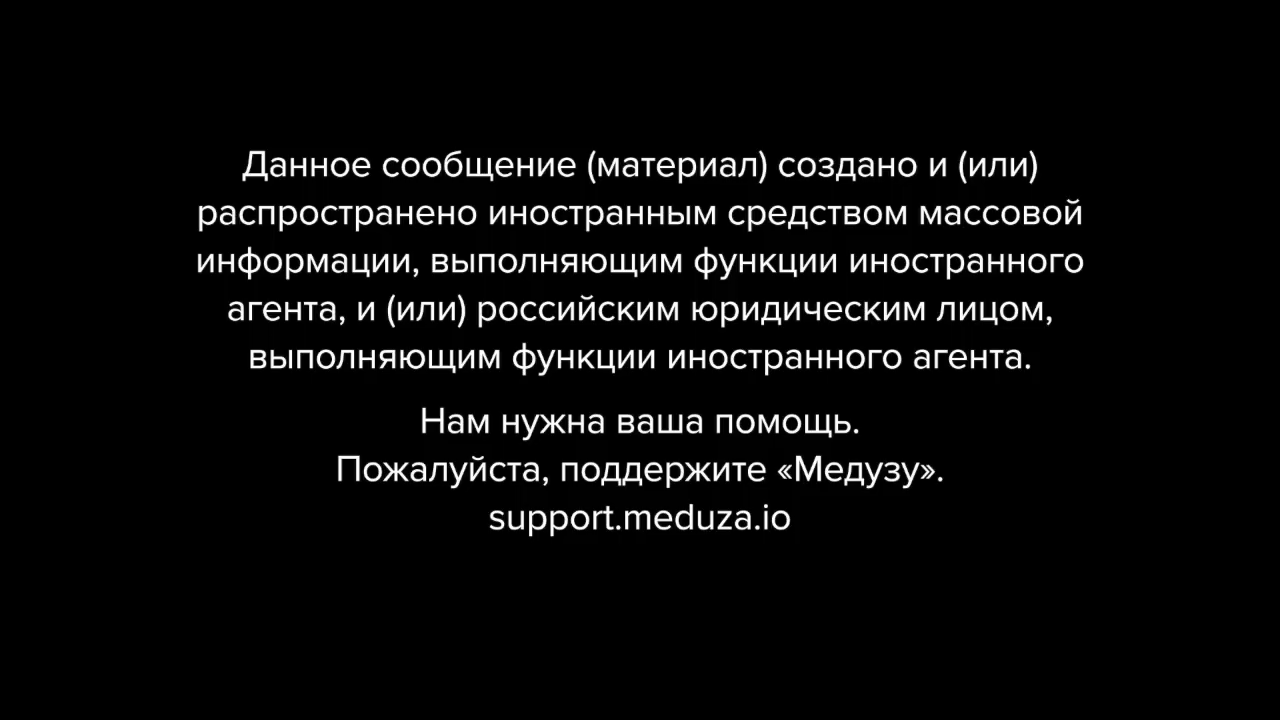 Данное сообщение (материал) создано и (или)
распространено иностранным средством массовой
информации, выполняющим функции иностранного
агента, и (или) российским юридическим лицом,
выполняющим функции иностранного агента.
Нам нужна ваша помощь.
Пожалуйста, поддержите «Медузу».
support.meduza.io